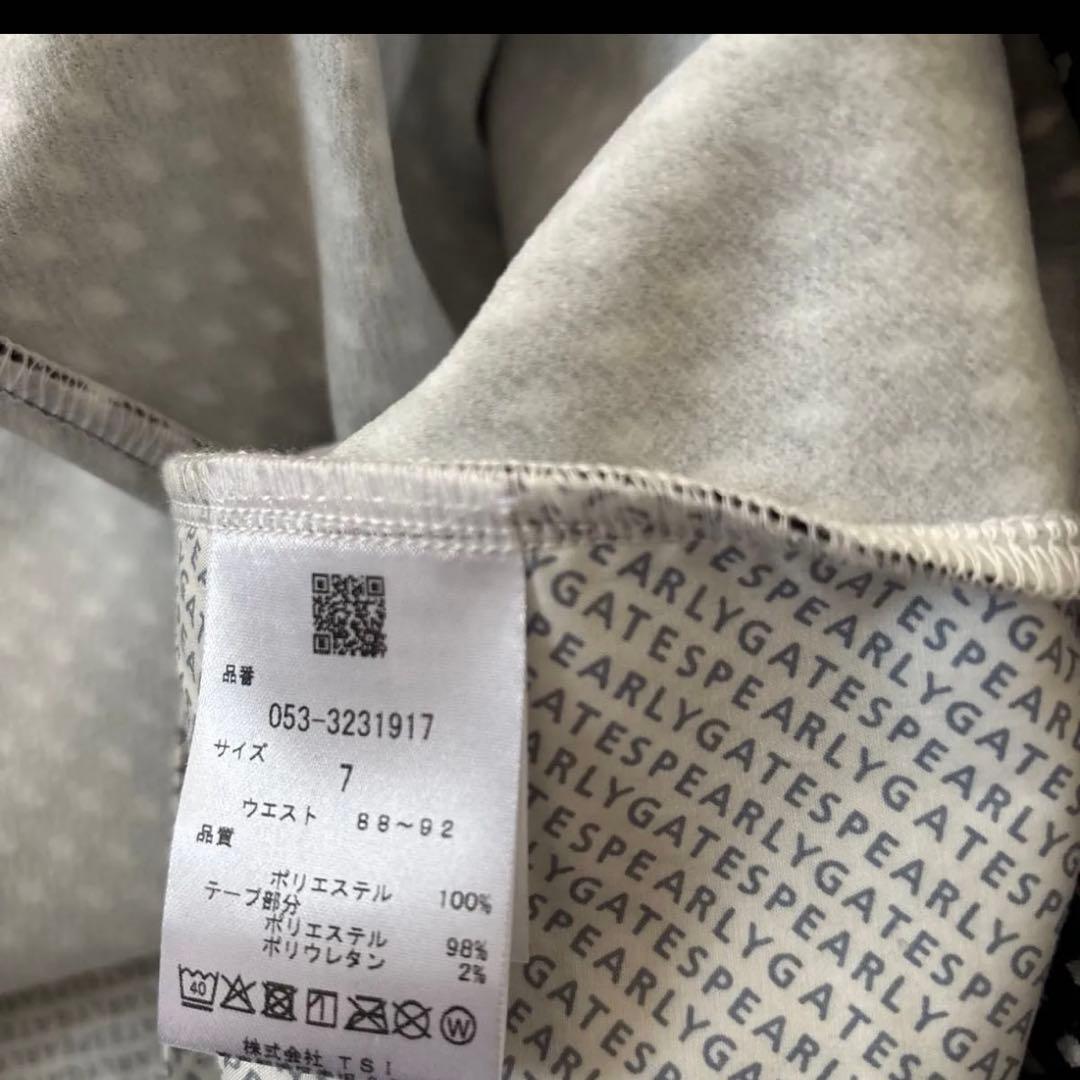 品番
053-3231917
サイズ
7
ウエスト 88～92
品質
ポリエステル 100%
テープ部分
ポリエステル 98%
ポリウレタン 2%
40
W
株式会社 TSI
PEARLYGATESPEARLYGATES